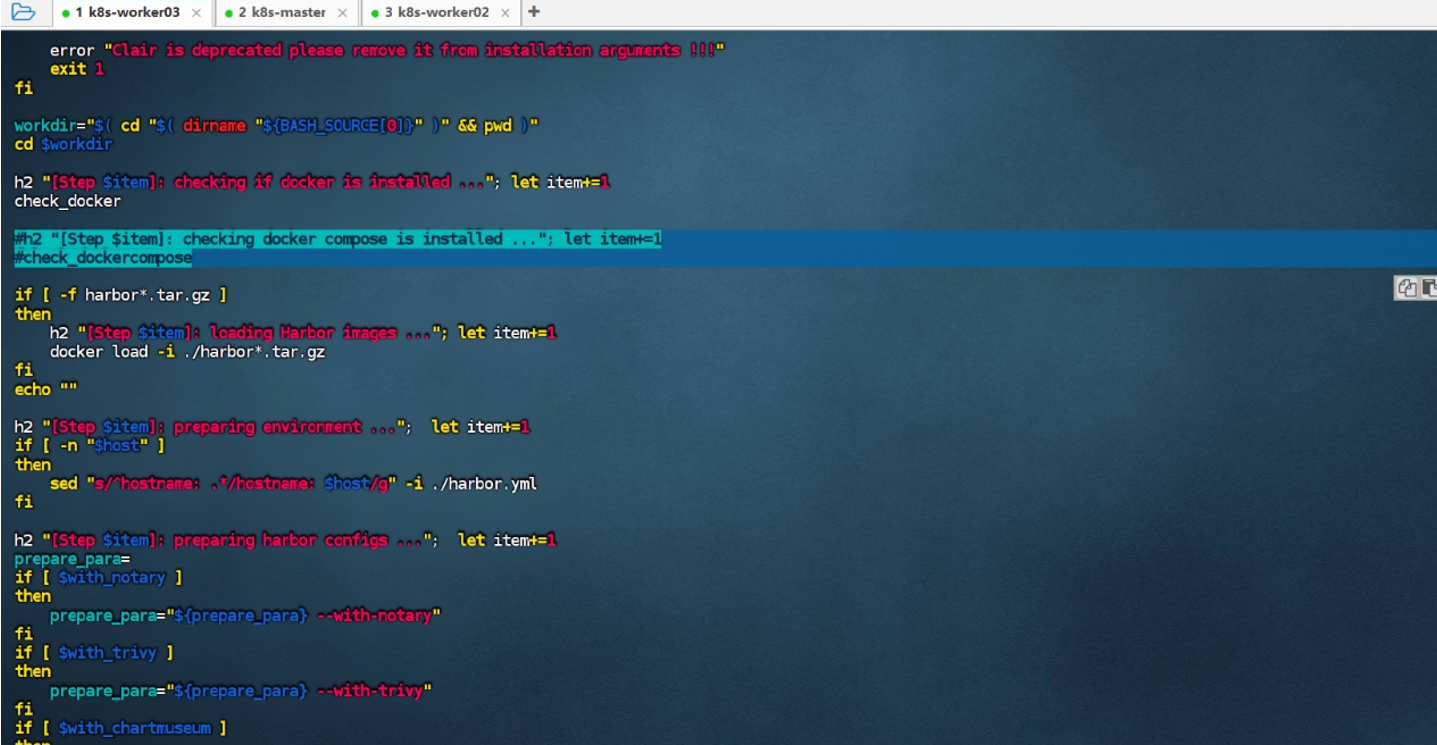 1 k8s-worker03 × 2 k8s-master × 3 k8s-worker02 × +
    error "Clair is deprecated please remove it from installation arguments !!!"
    exit 1
fi

workdir="$( cd "$( dirname "${BASH_SOURCE[0]}" )" && pwd )"
cd $workdir

h2 "[Step $item]: checking if docker is installed ..."; let item+=1
check_docker

#h2 "[Step $item]: checking docker compose is installed ..."; let item+=1
#check_dockercompose

if [ -f harbor*.tar.gz ]
then
    h2 "[Step $item]: loading Harbor images ..."; let item+=1
    docker load -i ./harbor*.tar.gz
fi
echo ""

h2 "[Step $item]: preparing environment ...";  let item+=1
if [ -n "$host" ]
then
    sed "s/^hostname: .*/hostname: $host/g" -i ./harbor.yml
fi

h2 "[Step $item]: preparing harbor configs ...";  let item+=1
prepare_para=
if [ $with_notary ]
then
    prepare_para="${prepare_para} --with-notary"
fi
if [ $with_trivy ]
then
    prepare_para="${prepare_para} --with-trivy"
fi
if [ $with_chartmuseum ]
then